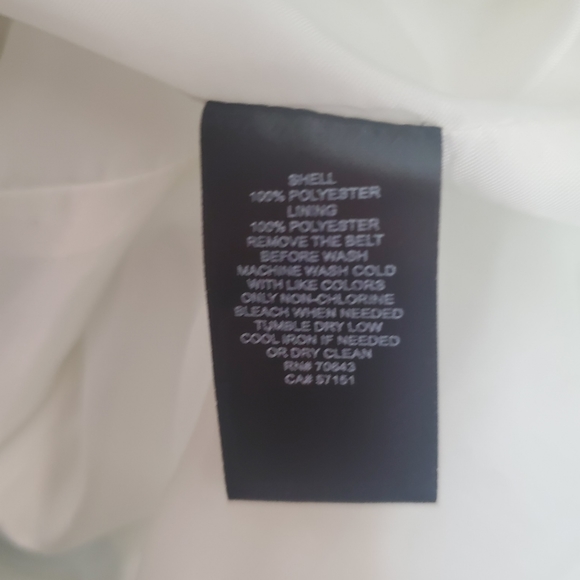 SHELL
100% POLYESTER
LINING
100% POLYESTER
REMOVE THE BELT
BEFORE WASH
MACHINE WASH COLD
WITH LIKE COLORS
ONLY NON-CHLORINE
BLEACH WHEN NEEDED
TUMBLE DRY LOW
COOL IRON IF NEEDED
OR DRY CLEAN
RN# 70643
CA# 57151